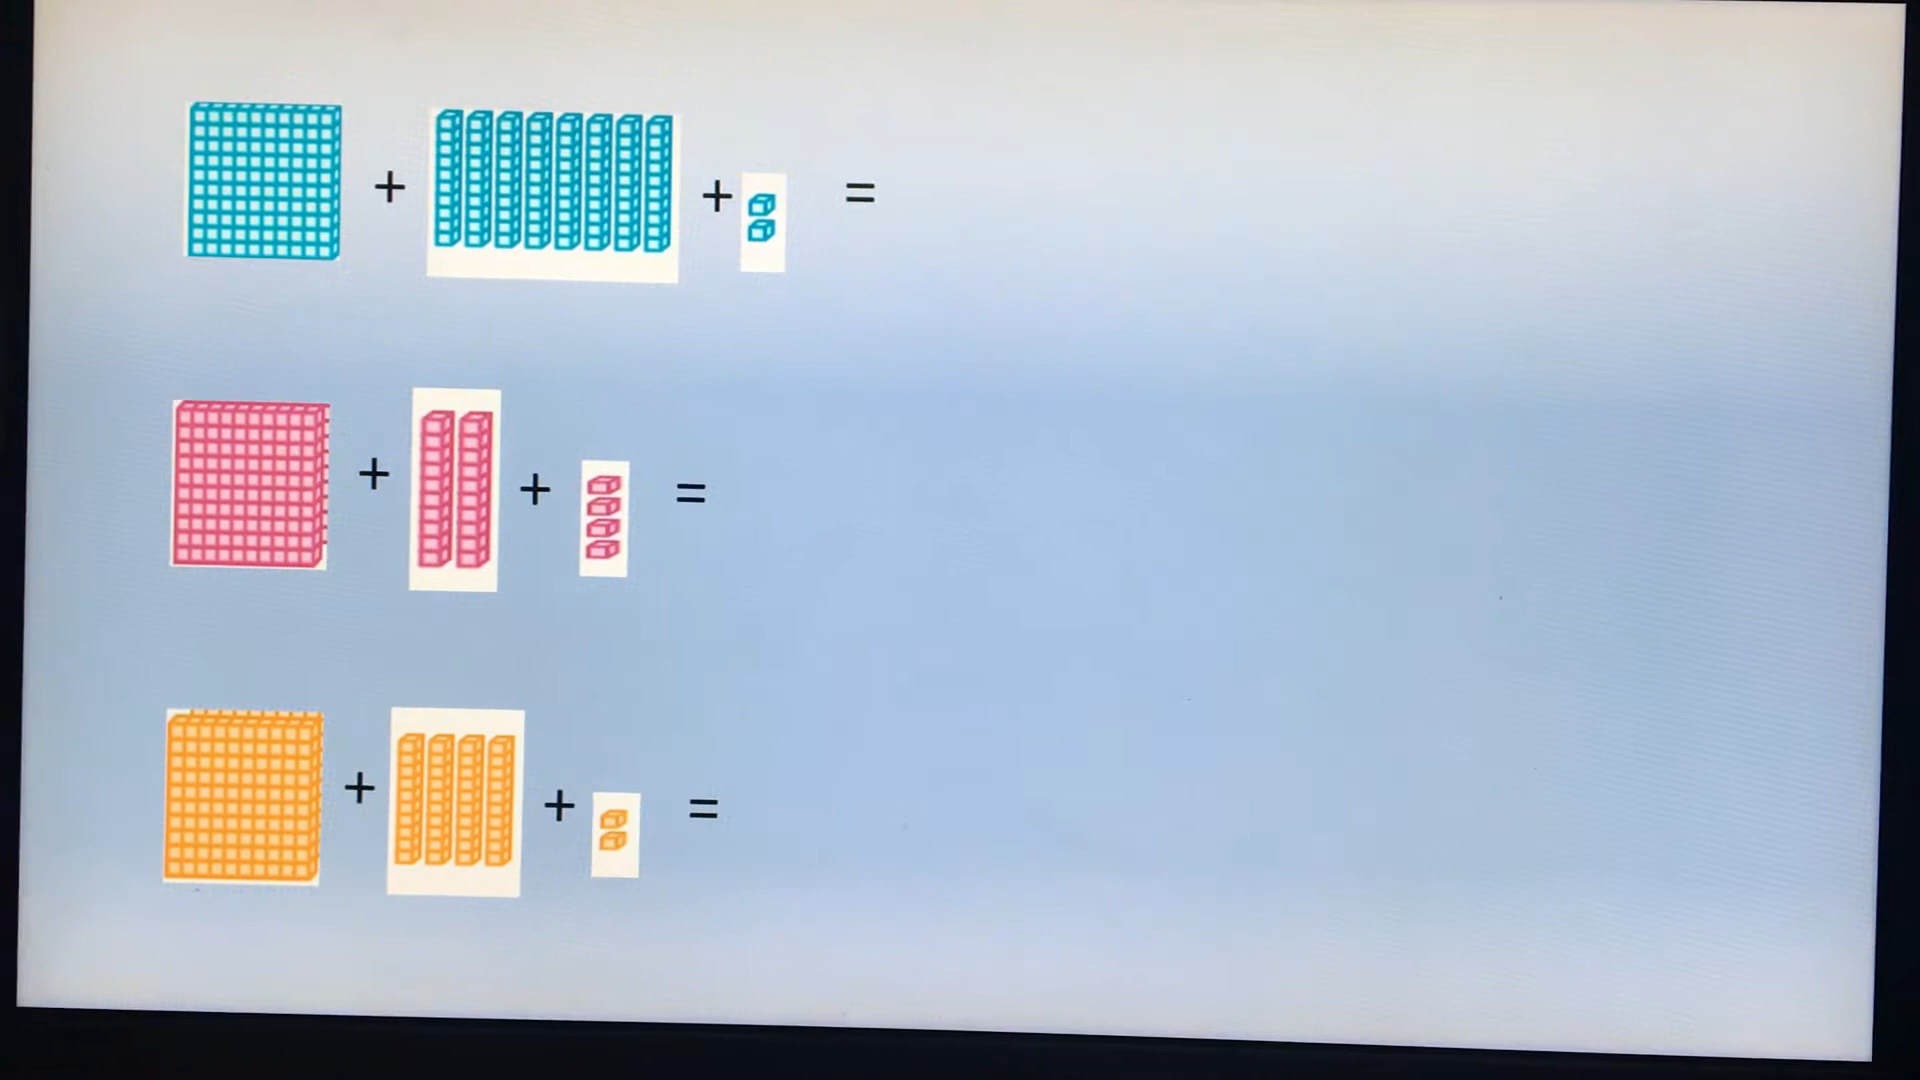 + + =
+ + =
+ + =